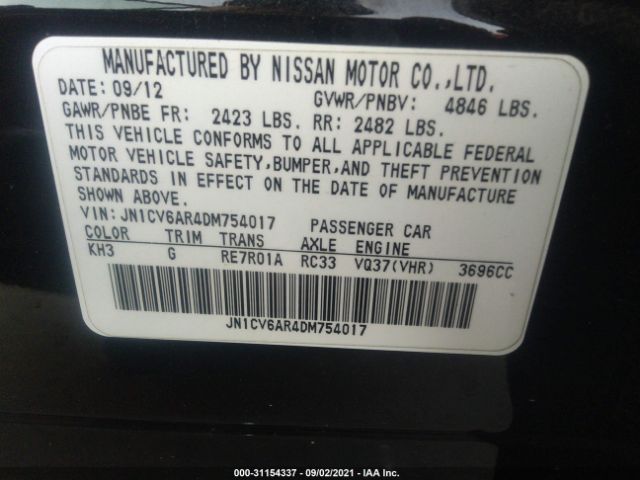 MANUFACTURED BY NISSAN MOTOR CO.,LTD.
DATE: 09/12 GVWR/PNBV: 4846 LBS.
GAWR/PNBE FR: 2423 LBS. RR: 2482 LBS.
THIS VEHICLE CONFORMS TO ALL APPLICABLE FEDERAL
MOTOR VEHICLE SAFETY,BUMPER,AND THEFT PREVENTION
STANDARDS IN EFFECT ON THE DATE OF MANUFACTURE
SHOWN ABOVE.
VIN: JN1CV6AR4DM754017 PASSENGER CAR
COLOR TRIM TRANS AXLE ENGINE
KH3 G RE7R01A RC33 VQ37(VHR) 3696CC
JN1CV6AR4DM754017
000-31154337 - 09/02/2021 - IAA Inc.